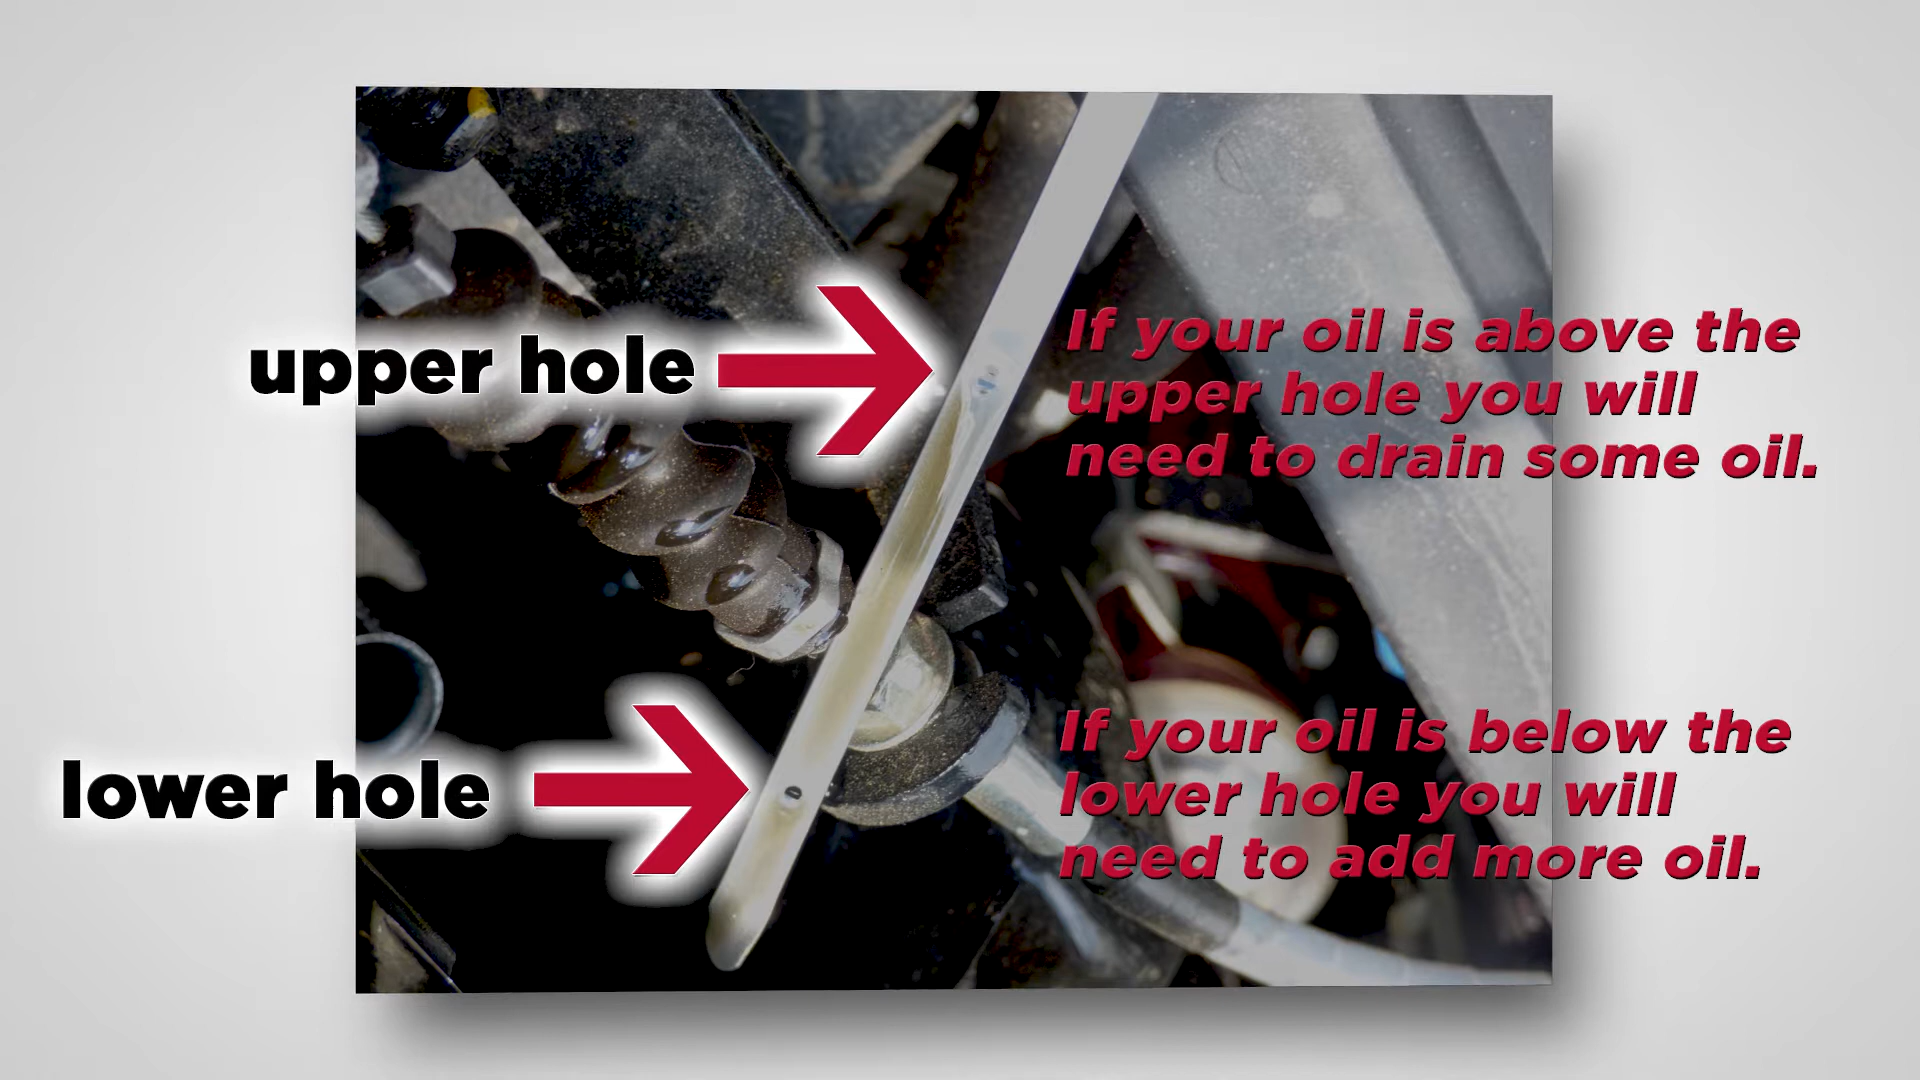 upper hole
If your oil is above the
upper hole you will
need to drain some oil.
lower hole
If your oil is below the
lower hole you will
need to add more oil.